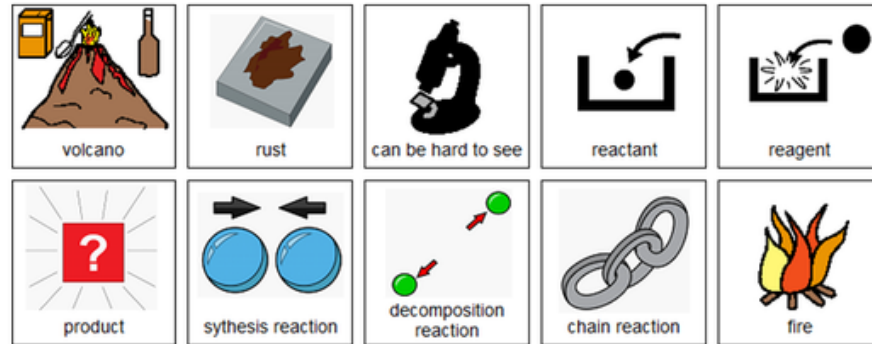 volcano
rust
can be hard to see
reactant
reagent
?
product
sythesis reaction
decomposition
reaction
chain reaction
fire